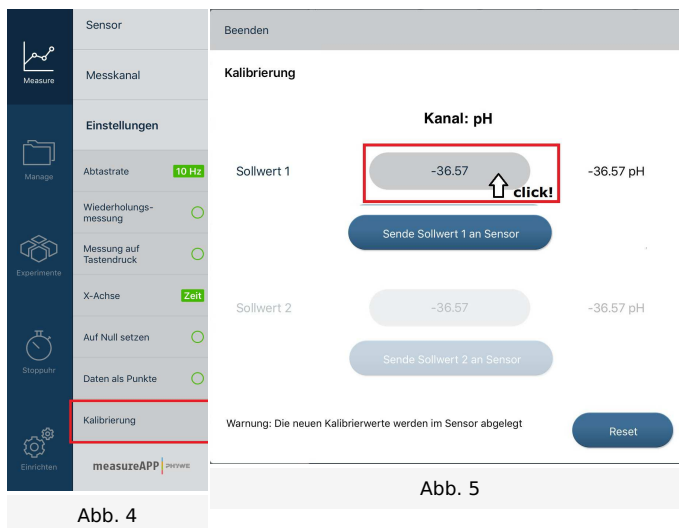 Measure
Manage
Experimente
Stoppuhr
Einrichten
Sensor
Messkanal
Einstellungen
Abtastrate 10 Hz
Wiederholungs-
messung
Messung auf
Tastendruck
X-Achse Zeit
Auf Null setzen
Daten als Punkte
Kalibrierung
measureAPP PHYWE
Abb. 4
Beenden
Kalibrierung
Kanal: pH
Sollwert 1 -36.57 -36.57 pH
click!
Sende Sollwert 1 an Sensor
Sollwert 2 -36.57 -36.57 pH
Sende Sollwert 2 an Sensor
Warnung: Die neuen Kalibrierwerte werden im Sensor abgelegt
Reset
Abb. 5